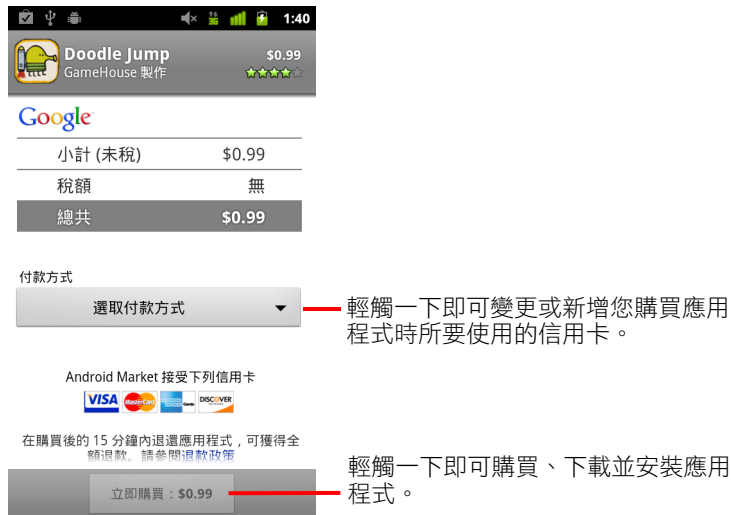 1:40
Doodle Jump
$0.99
GameHouse 製作
Google
小計 (未稅)
$0.99
稅額
無
總共
$0.99
付款方式
選取付款方式
輕觸一下即可變更或新增您購買應用
程式時所要使用的信用卡。
Android Market 接受下列信用卡
VISA MasterCard DISCOVER
在購買後的 15 分鐘內退還應用程式，可獲得全
額退款。請參閱退款政策
立即購買：$0.99
輕觸一下即可購買、下載並安裝應用
程式。